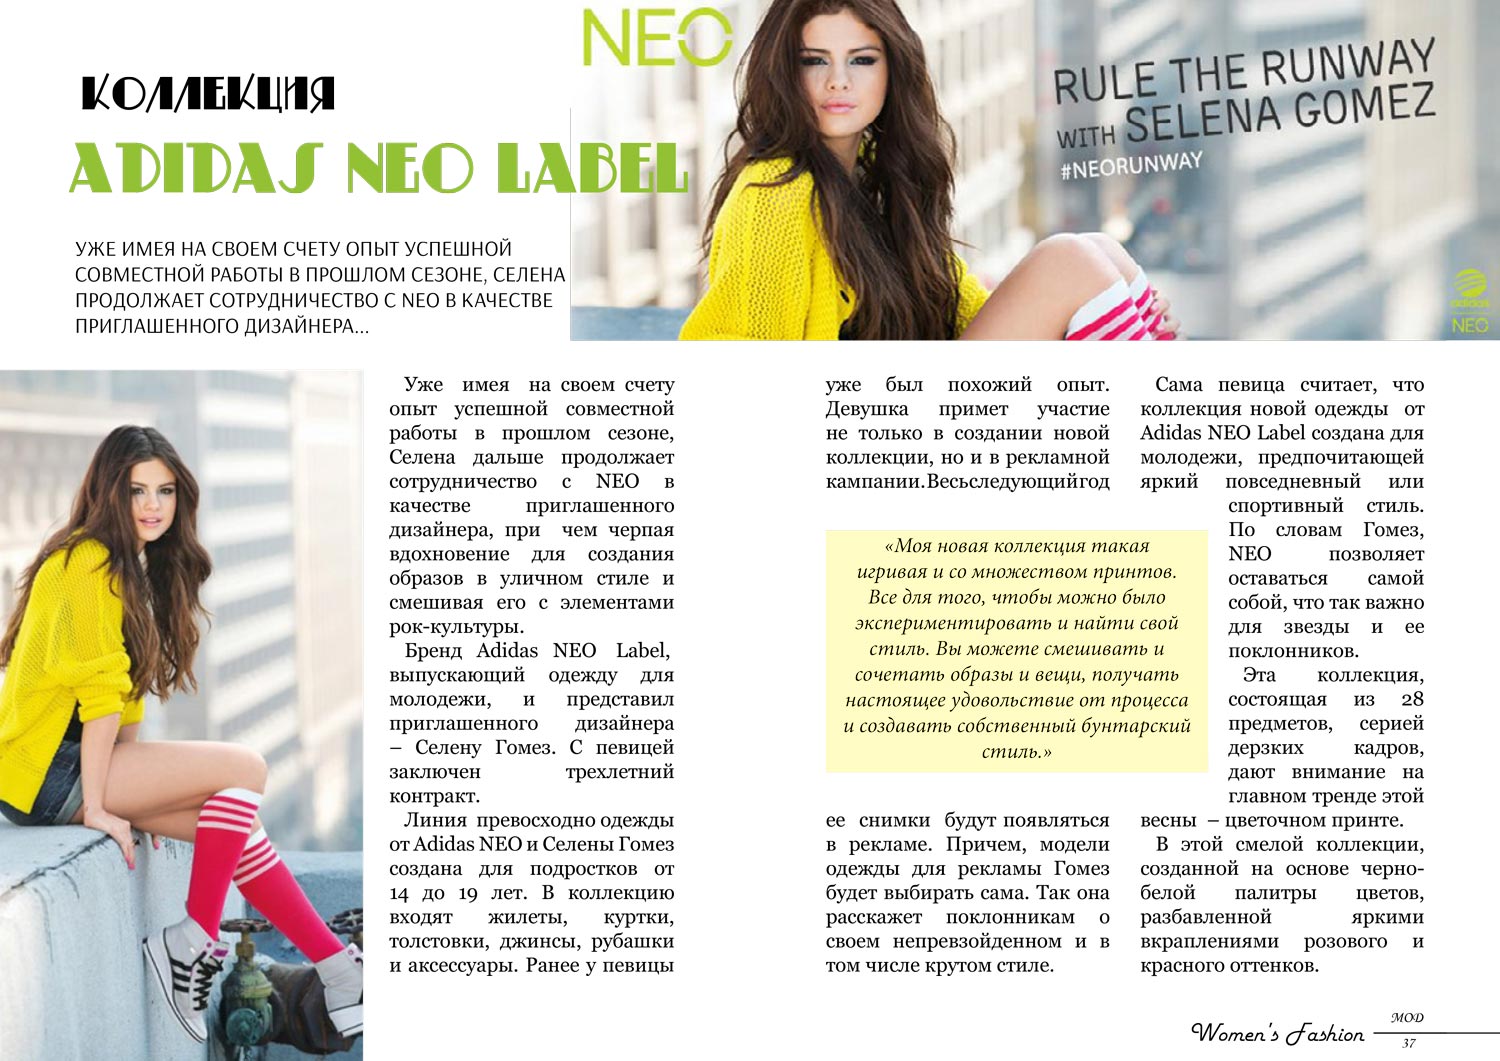 КОЛЛЕКЦИЯ
ADIDAS NEO LABEL
УЖЕ ИМЕЯ НА СВОЕМ СЧЕТУ ОПЫТ УСПЕШНОЙ
СОВМЕСТНОЙ РАБОТЫ В ПРОШЛОМ СЕЗОНЕ, СЕЛЕНА
ПРОДОЛЖАЕТ СОТРУДНИЧЕСТВО С NEO В КАЧЕСТВЕ
ПРИГЛАШЕННОГО ДИЗАЙНЕРА...
NEO
RULE THE RUNWAY
WITH SELENA GOMEZ
#NEORUNWAY
adidas
NEO
Уже имея на своем счету
опыт успешной совместной
работы в прошлом сезоне,
Селена дальше продолжает
сотрудничество с NEO в
качестве приглашенного
дизайнера, при чем черпая
вдохновение для создания
образов в уличном стиле и
смешивая его с элементами
рок-культуры.
Бренд Adidas NEO Label,
выпускающий одежду для
молодежи, и представил
приглашенного дизайнера
– Селену Гомез. С певицей
заключен трехлетний
контракт.
Линия превосходно одежды
от Adidas NEO и Селены Гомез
создана для подростков от
14 до 19 лет. В коллекцию
входят жилеты, куртки,
толстовки, джинсы, рубашки
и аксессуары. Ранее у певицы
уже был похожий опыт.
Девушка примет участие
не только в создании новой
коллекции, но и в рекламной
кампании.Весьследующийгод
«Моя новая коллекция такая
игривая и со множеством принтов.
Все для того, чтобы можно было
экспериментировать и найти свой
стиль. Вы можете смешивать и
сочетать образы и вещи, получать
настоящее удовольствие от процесса
и создавать собственный бунтарский
стиль.»
ее снимки будут появляться
в рекламе. Причем, модели
одежды для рекламы Гомез
будет выбирать сама. Так она
расскажет поклонникам о
своем непревзойденном и в
том числе крутом стиле.
Сама певица считает, что
коллекция новой одежды от
Adidas NEO Label создана для
молодежи, предпочитающей
яркий повседневный или
спортивный стиль.
По словам Гомез,
NEO позволяет
оставаться самой
собой, что так важно
для звезды и ее
поклонников.
Эта коллекция,
состоящая из 28
предметов, серией
дерзких кадров,
дают внимание на
главном тренде этой
весны – цветочном принте.
В этой смелой коллекции,
созданной на основе черно-
белой палитры цветов,
разбавленной яркими
вкраплениями розового и
красного оттенков.
Women's Fashion
MOD
37